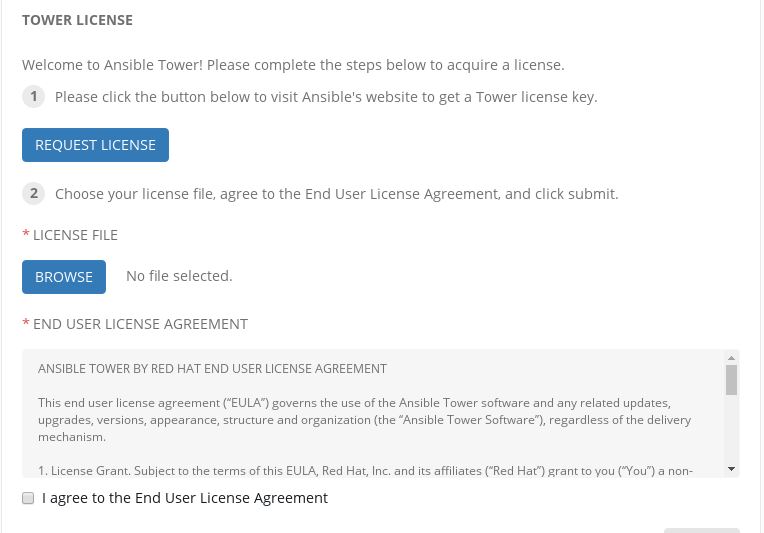 TOWER LICENSE
Welcome to Ansible Tower! Please complete the steps below to acquire a license.
1 Please click the button below to visit Ansible's website to get a Tower license key.
REQUEST LICENSE
2 Choose your license file, agree to the End User License Agreement, and click submit.
* LICENSE FILE
BROWSE No file selected.
* END USER LICENSE AGREEMENT
ANSIBLE TOWER BY RED HAT END USER LICENSE AGREEMENT
This end user license agreement (“EULA”) governs the use of the Ansible Tower software and any related updates,
upgrades, versions, appearance, structure and organization (the “Ansible Tower Software”), regardless of the delivery
mechanism.
1. License Grant. Subject to the terms of this EULA, Red Hat, Inc. and its affiliates (“Red Hat”) grant to you (“You”) a non-
I agree to the End User License Agreement